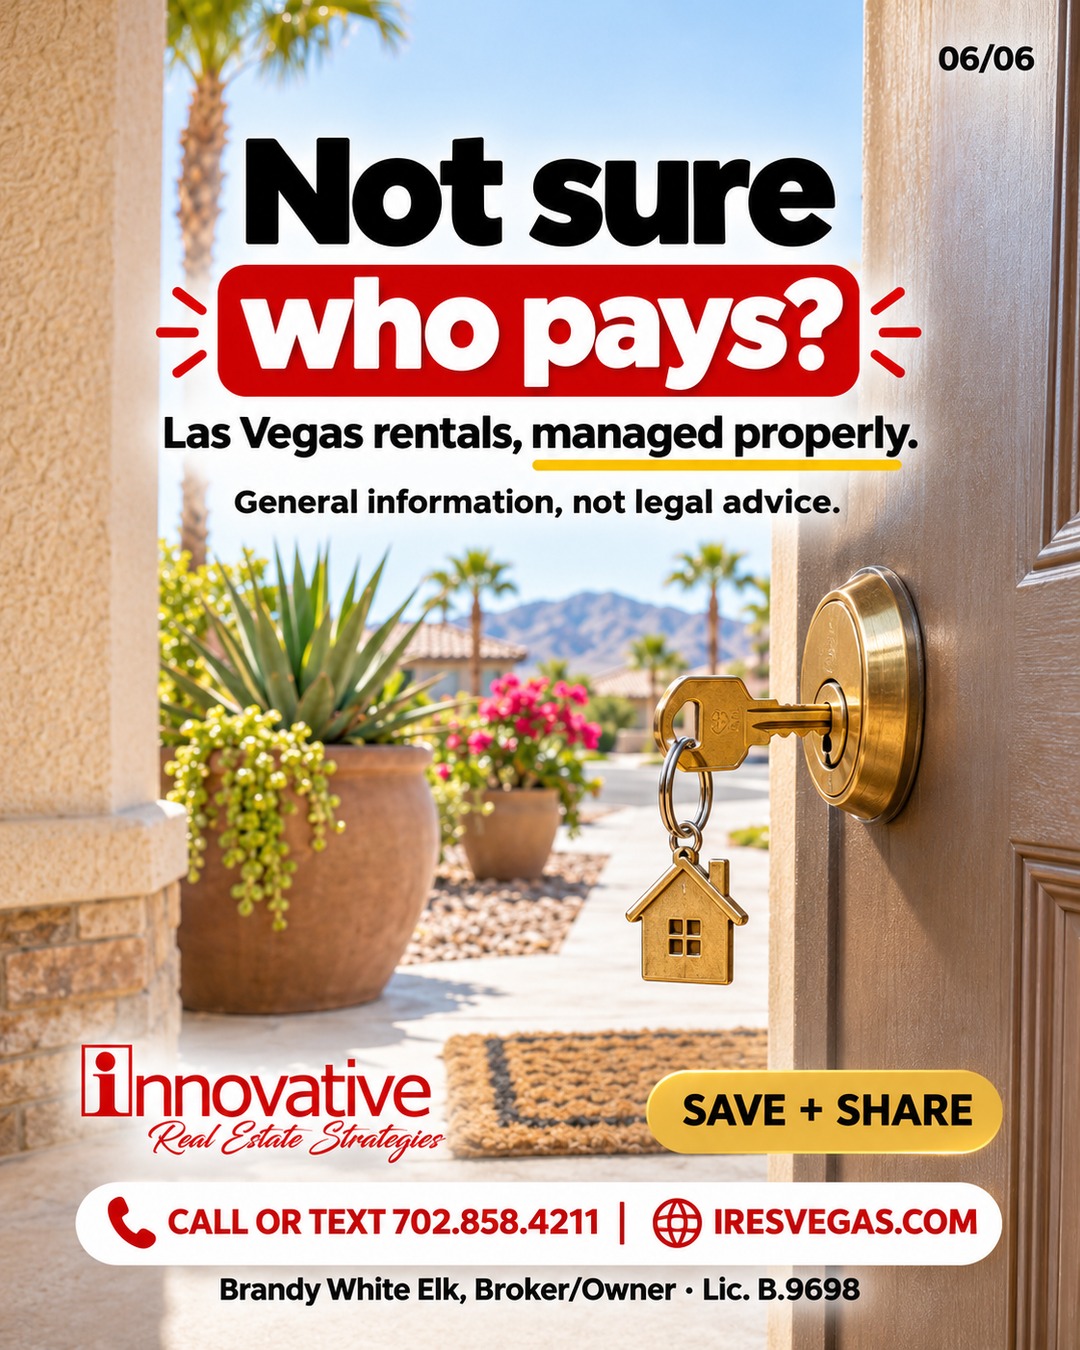 06/06
Not sure
who pays?
Las Vegas rentals, managed properly.
General information, not legal advice.
innovative
Real Estate Strategies
SAVE + SHARE
CALL OR TEXT 702.858.4211 | IRESVEGAS.COM
Brandy White Elk, Broker/Owner · Lic. B.9698